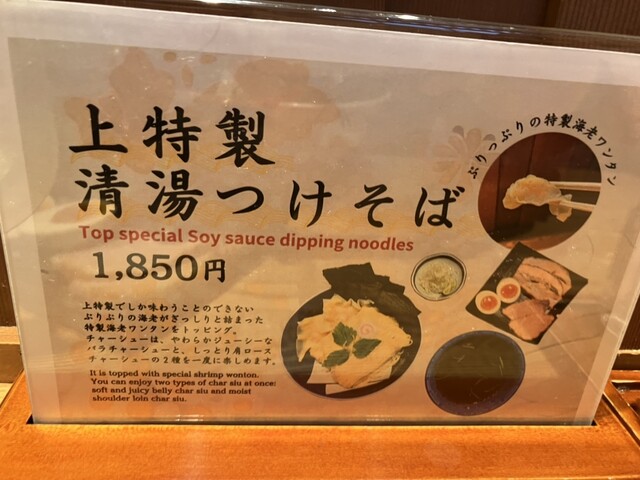 上特製
清湯つけそば
Top special Soy sauce dipping noodles
1,850円
ぷりっぷりの特製海老ワンタン
上特製でしか味わうことのできない
ぷりぷりの海老がぎっしりと詰まった
特製海老ワンタンをトッピング。
チャーシューは、やわらかジューシーな
バラチャーシューと、しっとり肩ロース
チャーシューの2種を一度に楽しめます。
It is topped with special shrimp wonton.
You can enjoy two types of char siu at once:
soft and juicy belly char siu and moist
shoulder loin char siu.